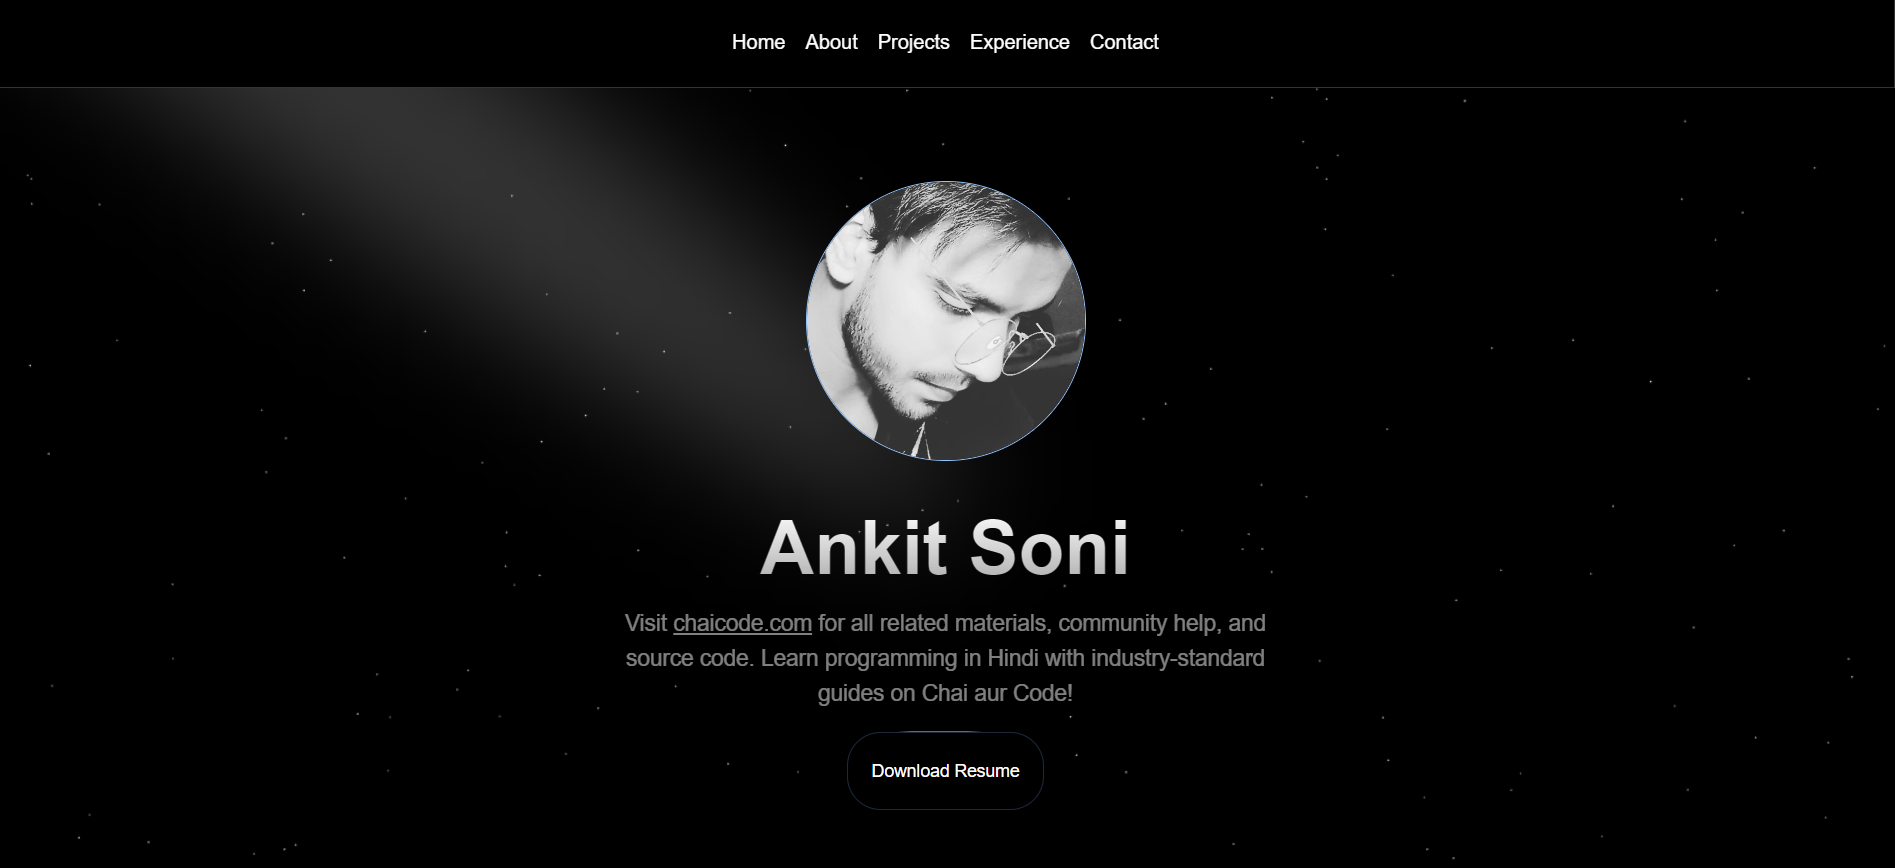 Home About Projects Experience Contact
Ankit Soni
Visit chaicode.com for all related materials, community help, and
source code. Learn programming in Hindi with industry-standard
guides on Chai aur Code!
Download Resume